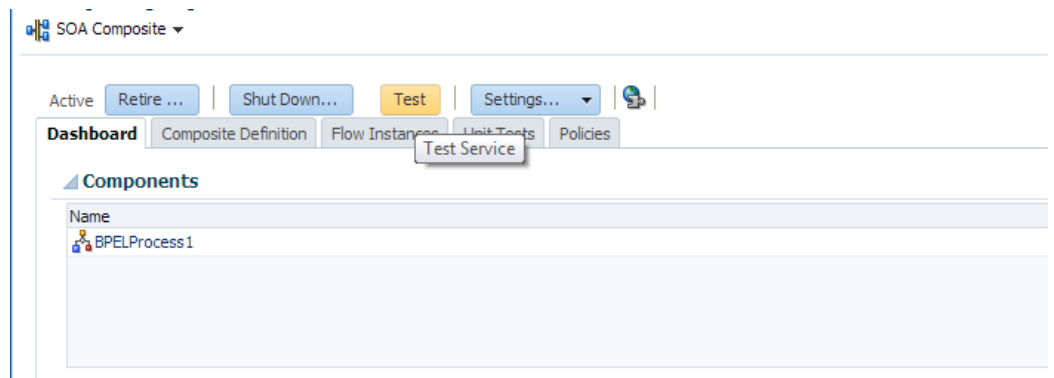 SOA Composite
Active Retire ... Shut Down... Test Settings...
Dashboard Composite Definition Flow Instances Unit Tests Policies
Test Service
Components
Name
BPELProcess1